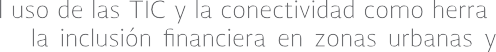 l uso de las TIC y la conectividad como herra
la inclusión financiera en zonas urbanas y